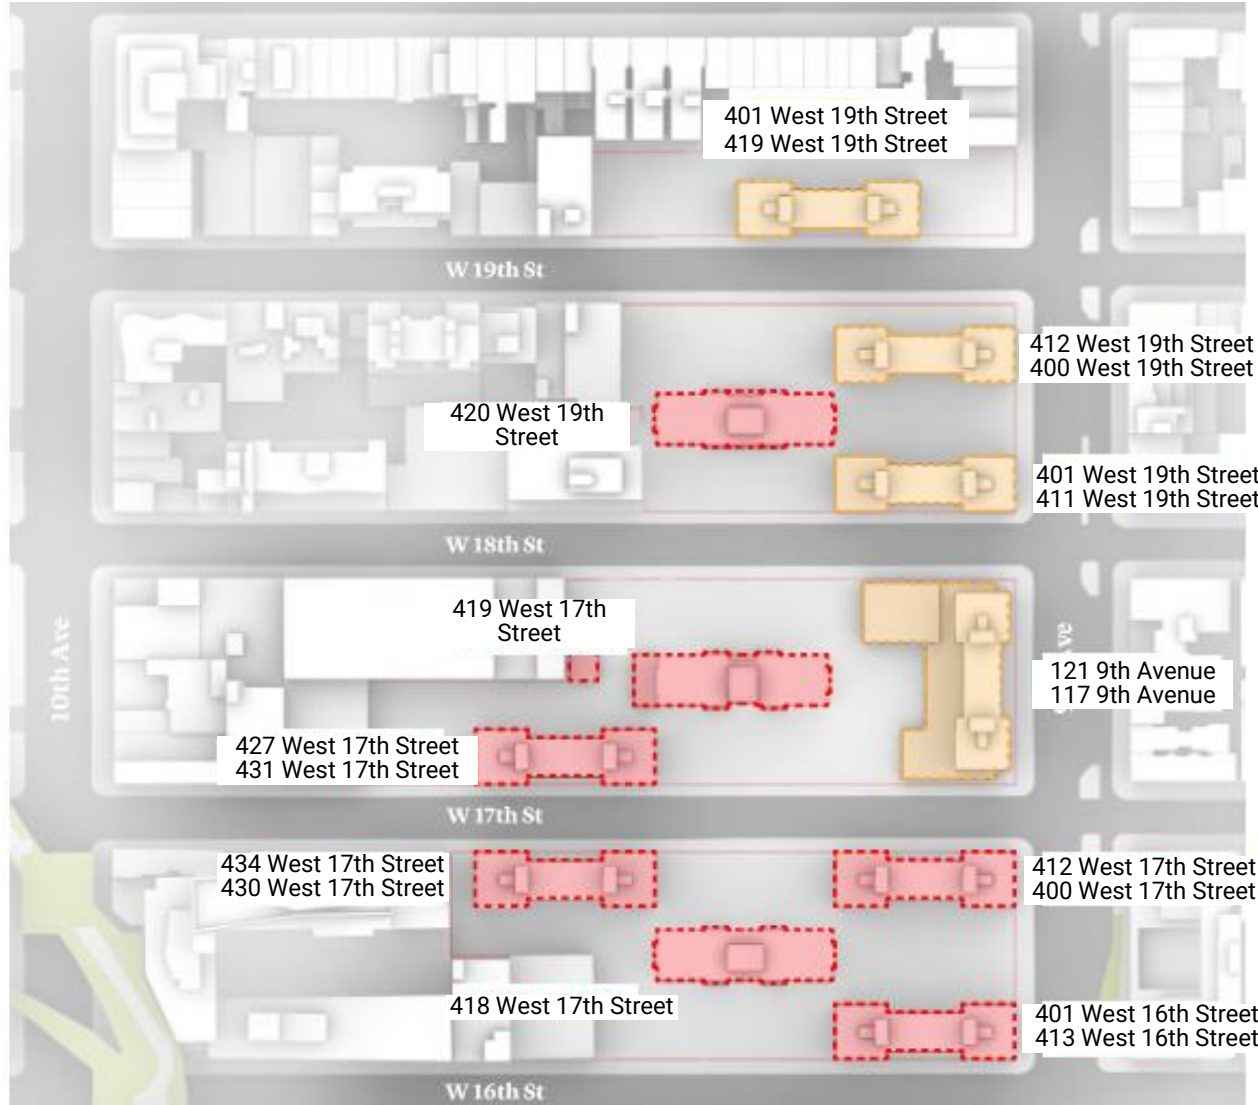 401 West 19th Street
419 West 19th Street
W 19th St
412 West 19th Street
400 West 19th Street
420 West 19th
Street
401 West 19th Street
411 West 19th Street
W 18th St
419 West 17th
Street
10th Ave
Ave
121 9th Avenue
117 9th Avenue
427 West 17th Street
431 West 17th Street
W 17th St
434 West 17th Street
430 West 17th Street
412 West 17th Street
400 West 17th Street
418 West 17th Street
401 West 16th Street
413 West 16th Street
W 16th St